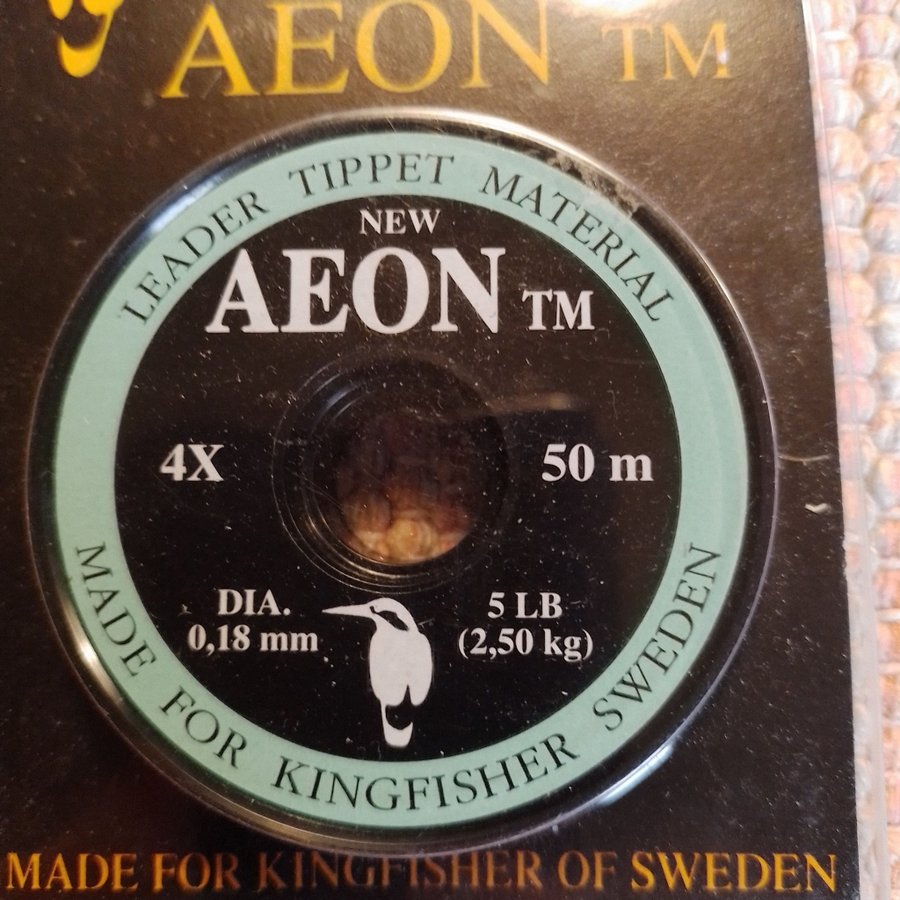 AEON TM
LEADER TIPPET MATERIAL
NEW
AEON TM
4X
50 m
DIA.
0,18 mm
5 LB
(2,50 kg)
MADE FOR KINGFISHER SWEDEN
MADE FOR KINGFISHER OF SWEDEN